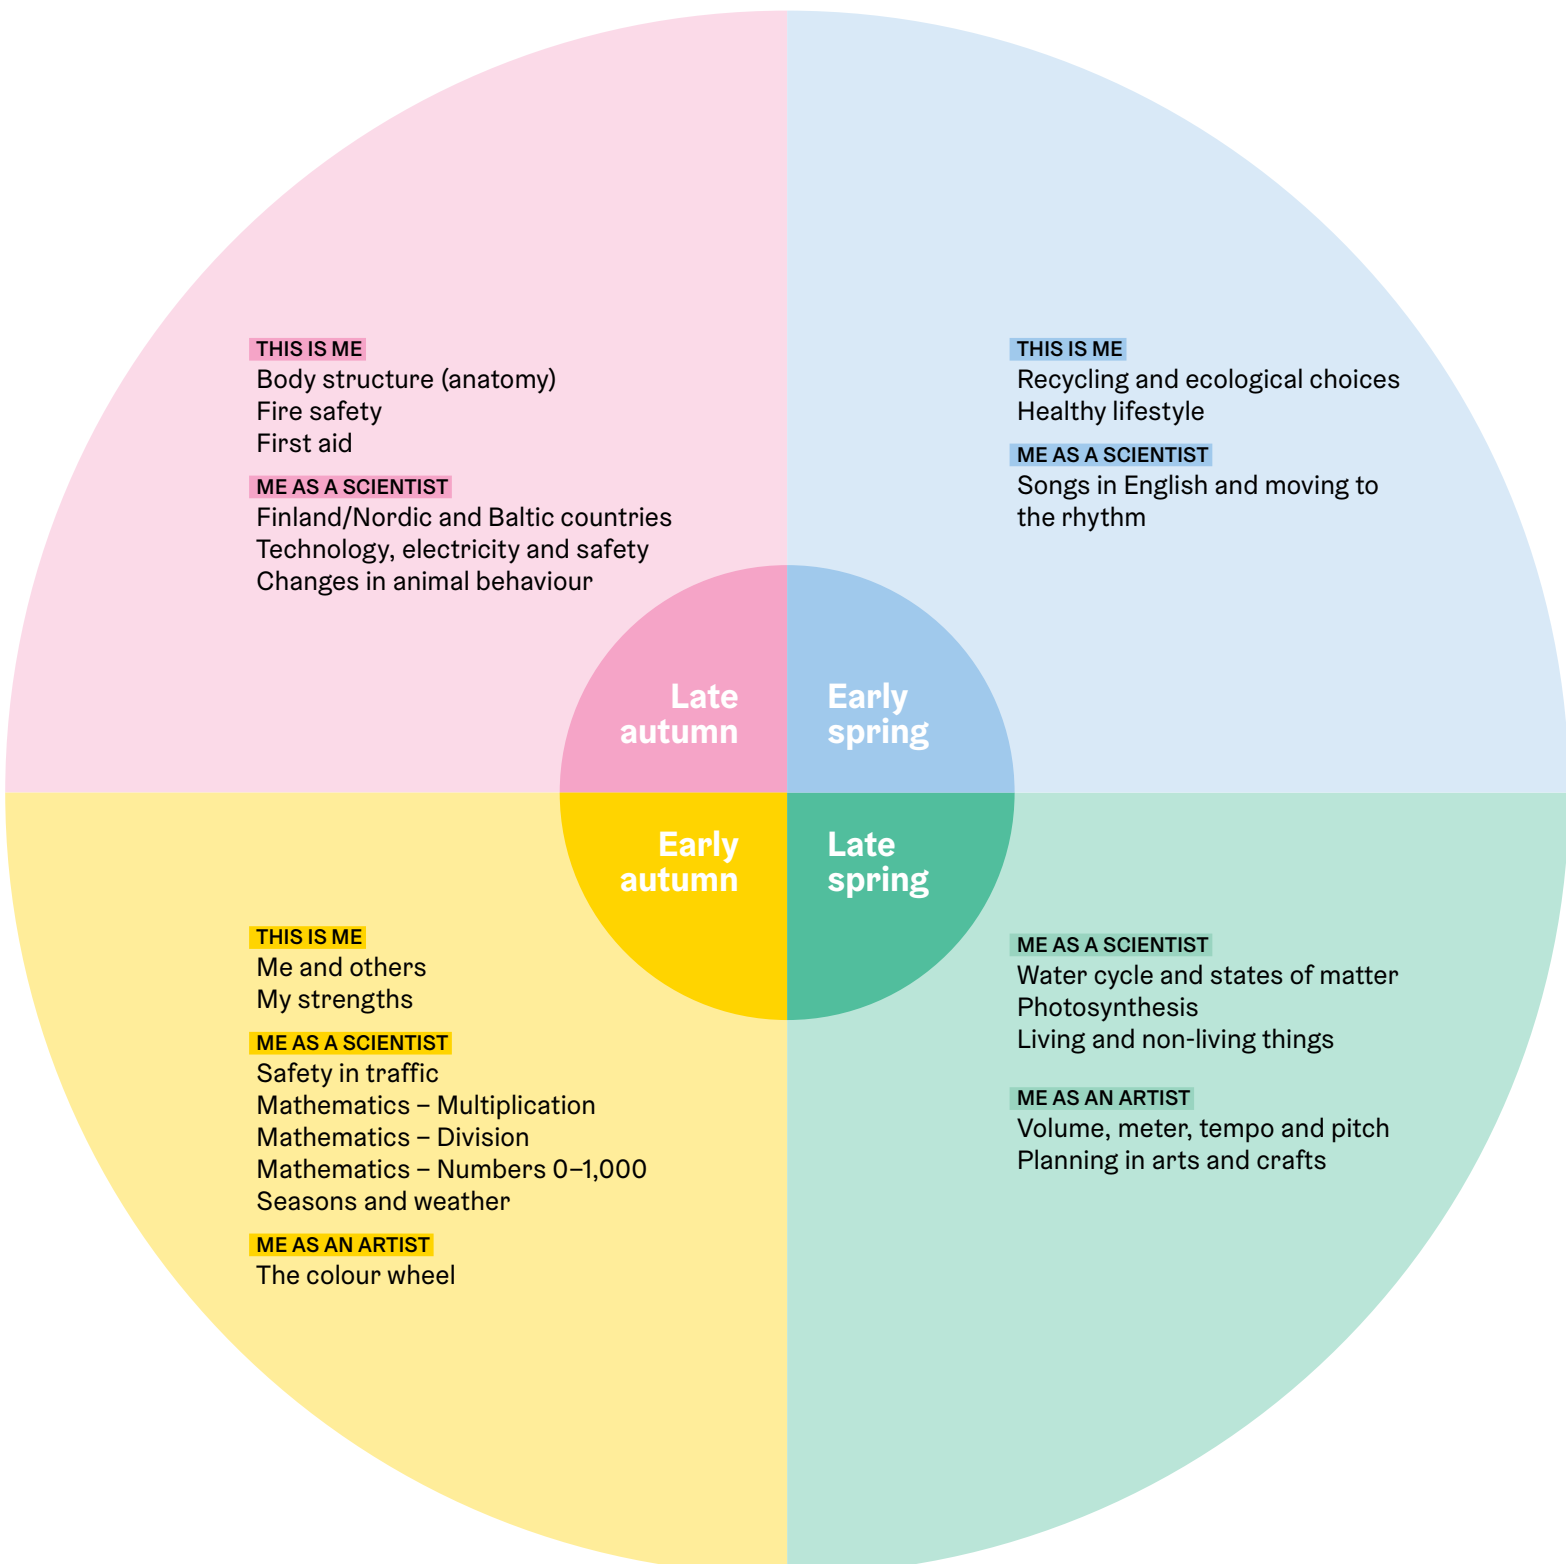 THIS IS ME
Body structure (anatomy)
Fire safety
First aid
ME AS A SCIENTIST
Finland/Nordic and Baltic countries
Technology, electricity and safety
Changes in animal behaviour
THIS IS ME
Recycling and ecological choices
Healthy lifestyle
ME AS A SCIENTIST
Songs in English and moving to
the rhythm
Late
autumn
Early
spring
Early
autumn
Late
spring
THIS IS ME
Me and others
My strengths
ME AS A SCIENTIST
Safety in traffic
Mathematics – Multiplication
Mathematics – Division
Mathematics – Numbers 0–1,000
Seasons and weather
ME AS AN ARTIST
The colour wheel
ME AS A SCIENTIST
Water cycle and states of matter
Photosynthesis
Living and non-living things
ME AS AN ARTIST
Volume, meter, tempo and pitch
Planning in arts and crafts